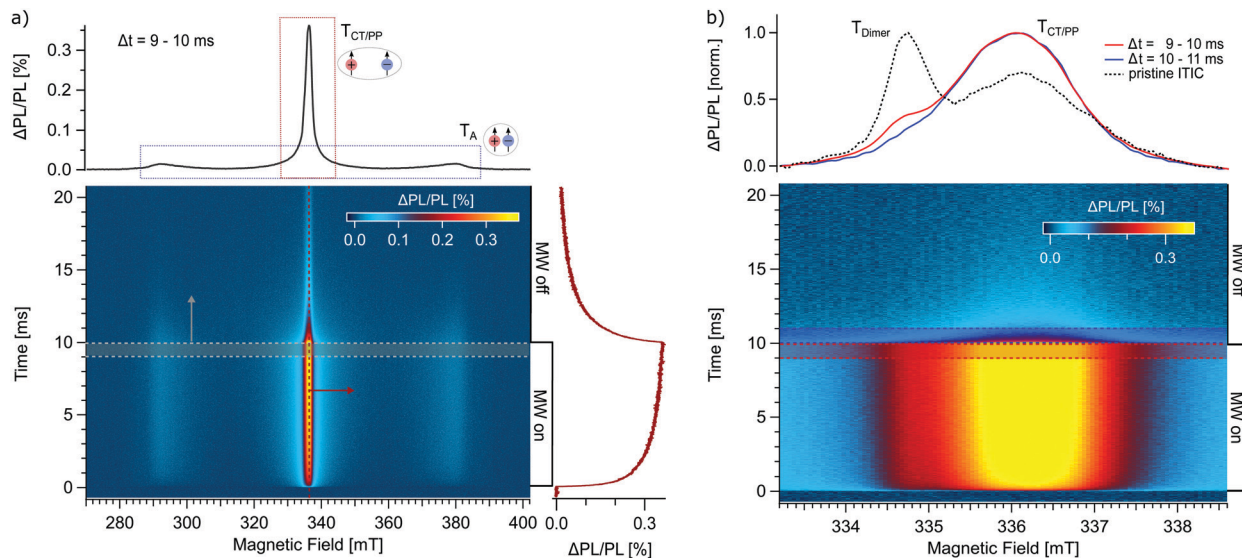 a)
Δt = 9 - 10 ms
T_CT/PP
T_A
+ −
+ −
ΔPL/PL [%]
0.3
0.2
0.1
0.0
ΔPL/PL [%]
0.0 0.1 0.2 0.3
Time [ms]
20
15
10
5
0
MW off
MW on
280 300 320 340 360 380 400
Magnetic Field [mT]
0.0 0.3
ΔPL/PL [%]
b)
T_Dimer
T_CT/PP
Δt = 9 - 10 ms
Δt = 10 - 11 ms
pristine ITIC
ΔPL/PL [norm.]
1.0
0.5
0.0
ΔPL/PL [%]
0.0 0.3
Time [ms]
20
15
10
5
0
MW off
MW on
334 335 336 337 338
Magnetic Field [mT]